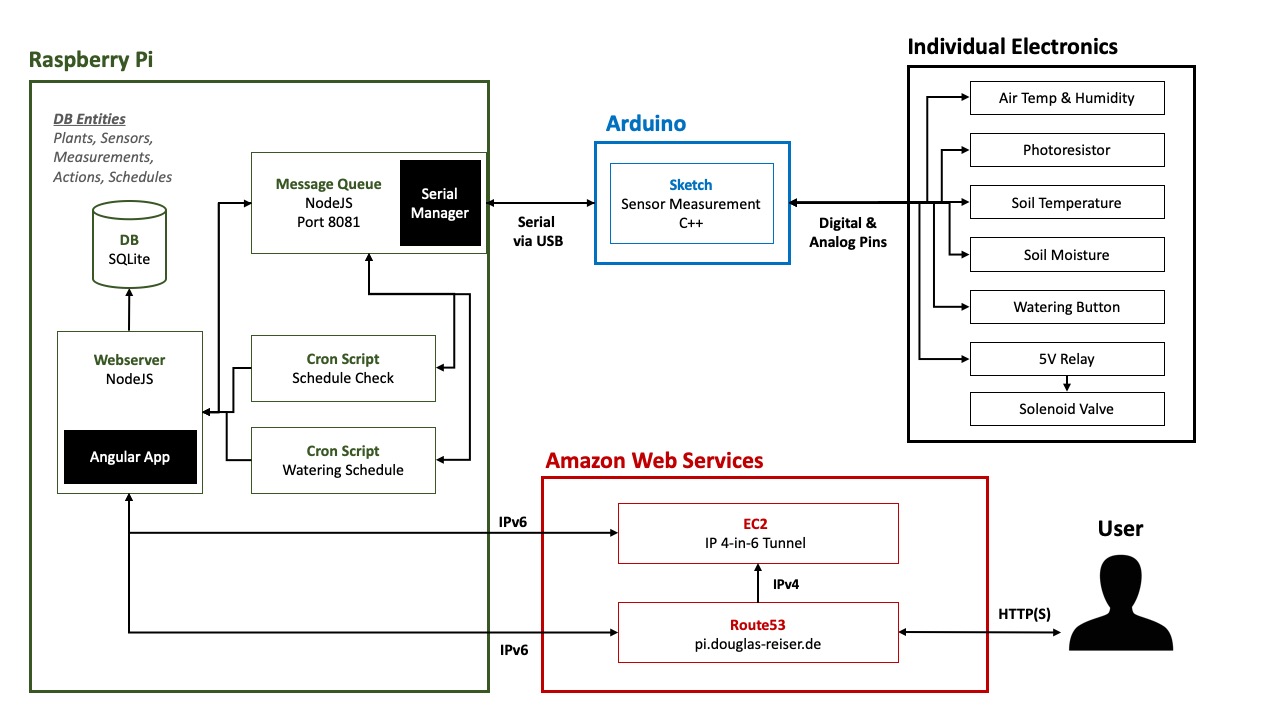 Raspberry Pi
DB Entities
Plants, Sensors,
Measurements,
Actions, Schedules
DB
SQLite
Webserver
NodeJS
Angular App
Message Queue
NodeJS
Port 8081
Serial
Manager
Cron Script
Schedule Check
Cron Script
Watering Schedule
Serial
via USB
Arduino
Sketch
Sensor Measurement
C++
Digital &
Analog Pins
Individual Electronics
Air Temp & Humidity
Photoresistor
Soil Temperature
Soil Moisture
Watering Button
5V Relay
Solenoid Valve
Amazon Web Services
IPv6
EC2
IP 4-in-6 Tunnel
IPv4
IPv6
Route53
pi.douglas-reiser.de
HTTP(S)
User